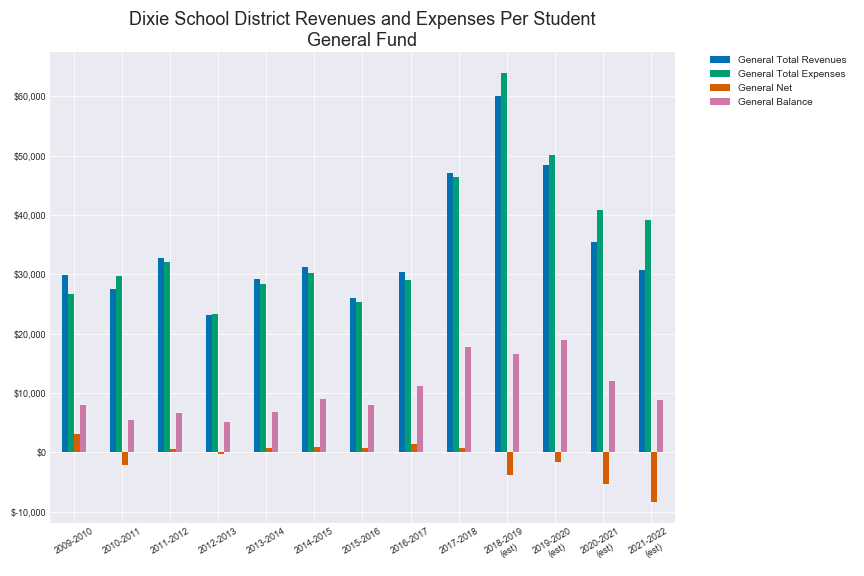 Dixie School District Revenues and Expenses Per Student
General Fund
General Total Revenues
General Total Expenses
General Net
General Balance
$60,000
$50,000
$40,000
$30,000
$20,000
$10,000
$0
$-10,000
2009-2010
2010-2011
2011-2012
2012-2013
2013-2014
2014-2015
2015-2016
2016-2017
2017-2018
2018-2019
(est)
2019-2020
(est)
2020-2021
(est)
2021-2022
(est)